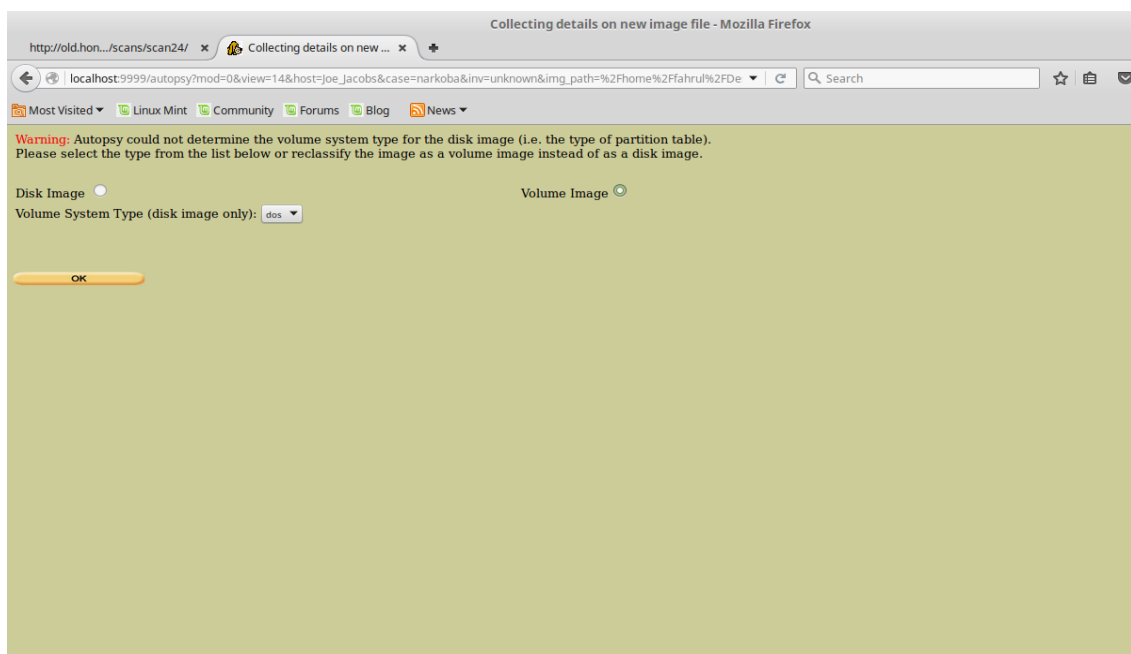 Collecting details on new image file - Mozilla Firefox
http://old.hon.../scans/scan24/ × Collecting details on new ... ×
localhost:9999/autopsy?mod=0&view=14&host=Joe_Jacobs&case=narkoba&inv=unknown&img_path=%2Fhome%2Ffahrul%2FDe Search
Most Visited Linux Mint Community Forums Blog News
Warning: Autopsy could not determine the volume system type for the disk image (i.e. the type of partition table).
Please select the type from the list below or reclassify the image as a volume image instead of as a disk image.
Disk Image Volume Image
Volume System Type (disk image only): dos
OK